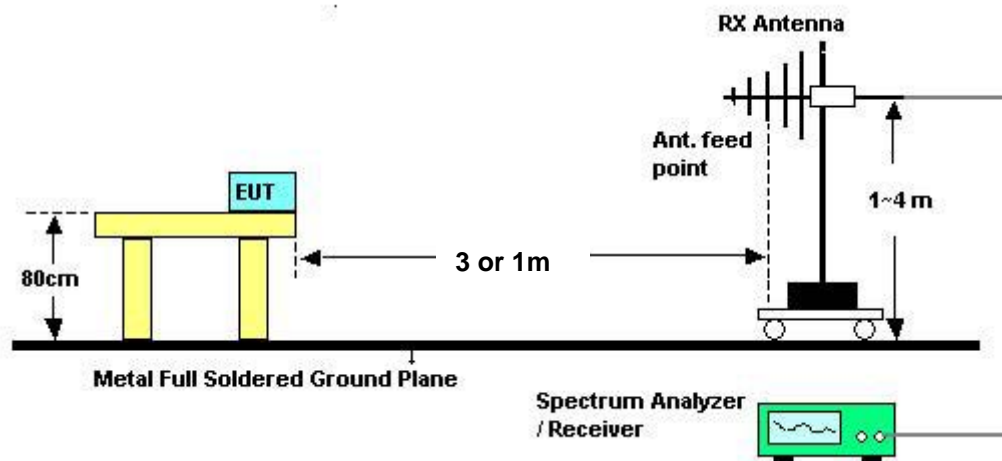 RX Antenna
Ant. feed
point
EUT
1~4 m
3 or 1m
80cm
Metal Full Soldered Ground Plane
Spectrum Analyzer
/ Receiver